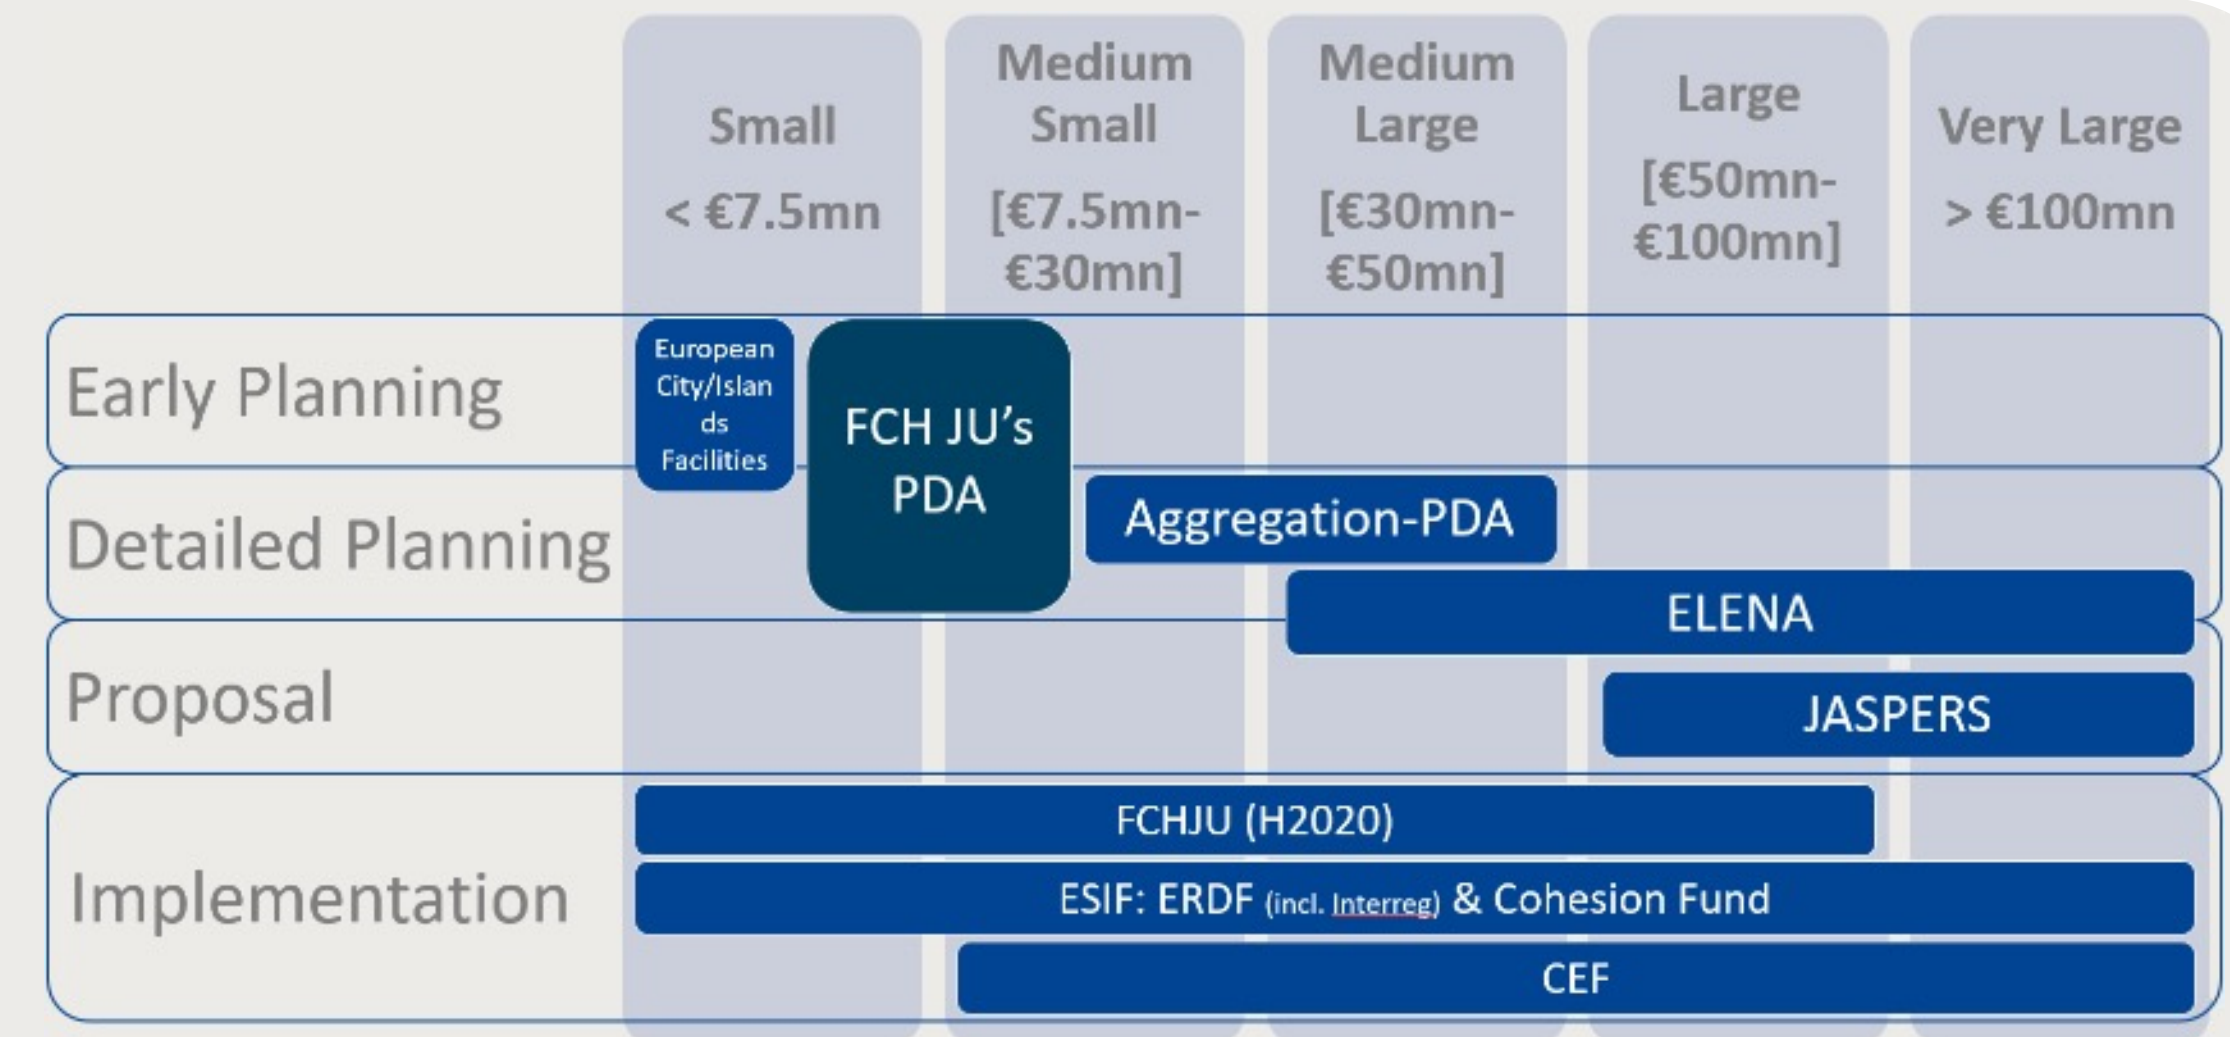 Small
< €7.5mn
Medium
Small
[€7.5mn-
€30mn]
Medium
Large
[€30mn-
€50mn]
Large
[€50mn-
€100mn]
Very Large
> €100mn
Early Planning
European
City/Islan
ds
Facilities
FCH JU’s
PDA
Detailed Planning
Aggregation-PDA
ELENA
Proposal
JASPERS
Implementation
FCHJU (H2020)
ESIF: ERDF (incl. Interreg) & Cohesion Fund
CEF